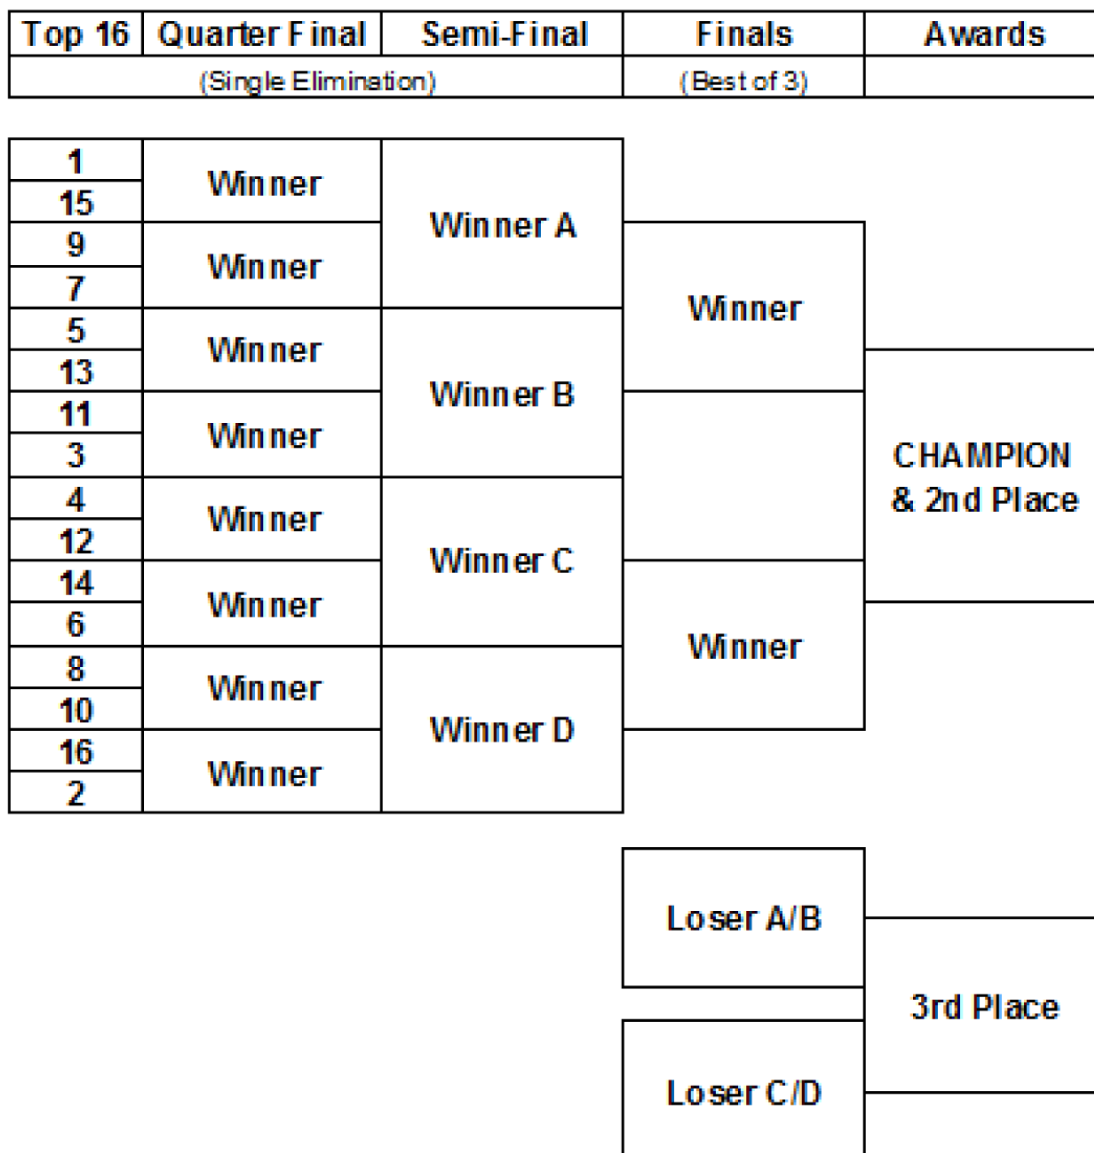 Top 16 Quarter Final Semi-Final Finals Awards
(Single Elimination) (Best of 3)
1
15
9
7
5
13
11
3
4
12
14
6
8
10
16
2
Winner
Winner
Winner
Winner
Winner
Winner
Winner
Winner
Winner A
Winner B
Winner C
Winner D
Winner
Winner
CHAMPION
& 2nd Place
Loser A/B
Loser C/D
3rd Place